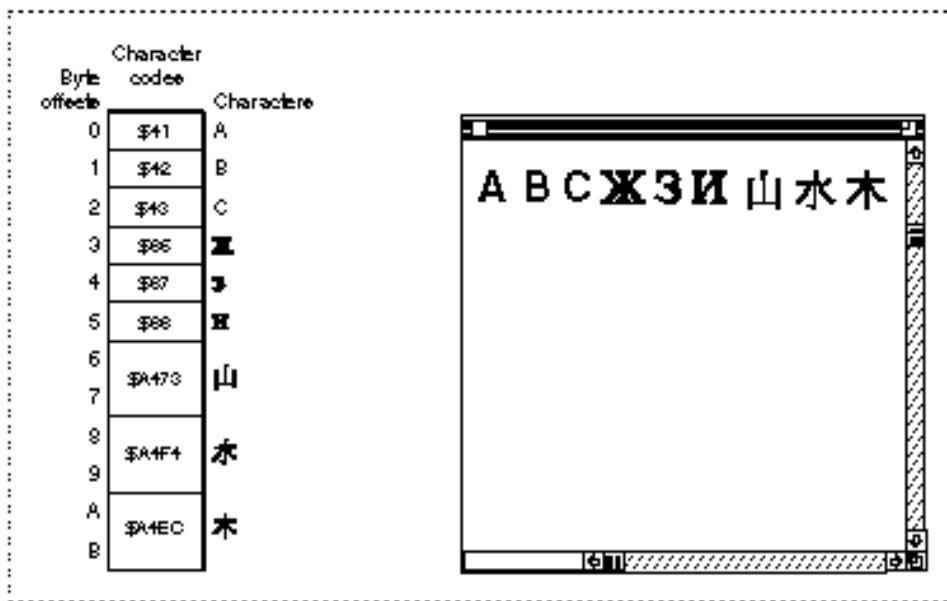 Character
codes
Byte
offsets
Characters
0 $41 A
1 $42 B
2 $43 C
3 $86 Ж
4 $87 З
5 $88 И
6
7
$A473 山
8
9
$A4F4 水
A
B
$A4EC 木
A B C Ж З И 山 水 木